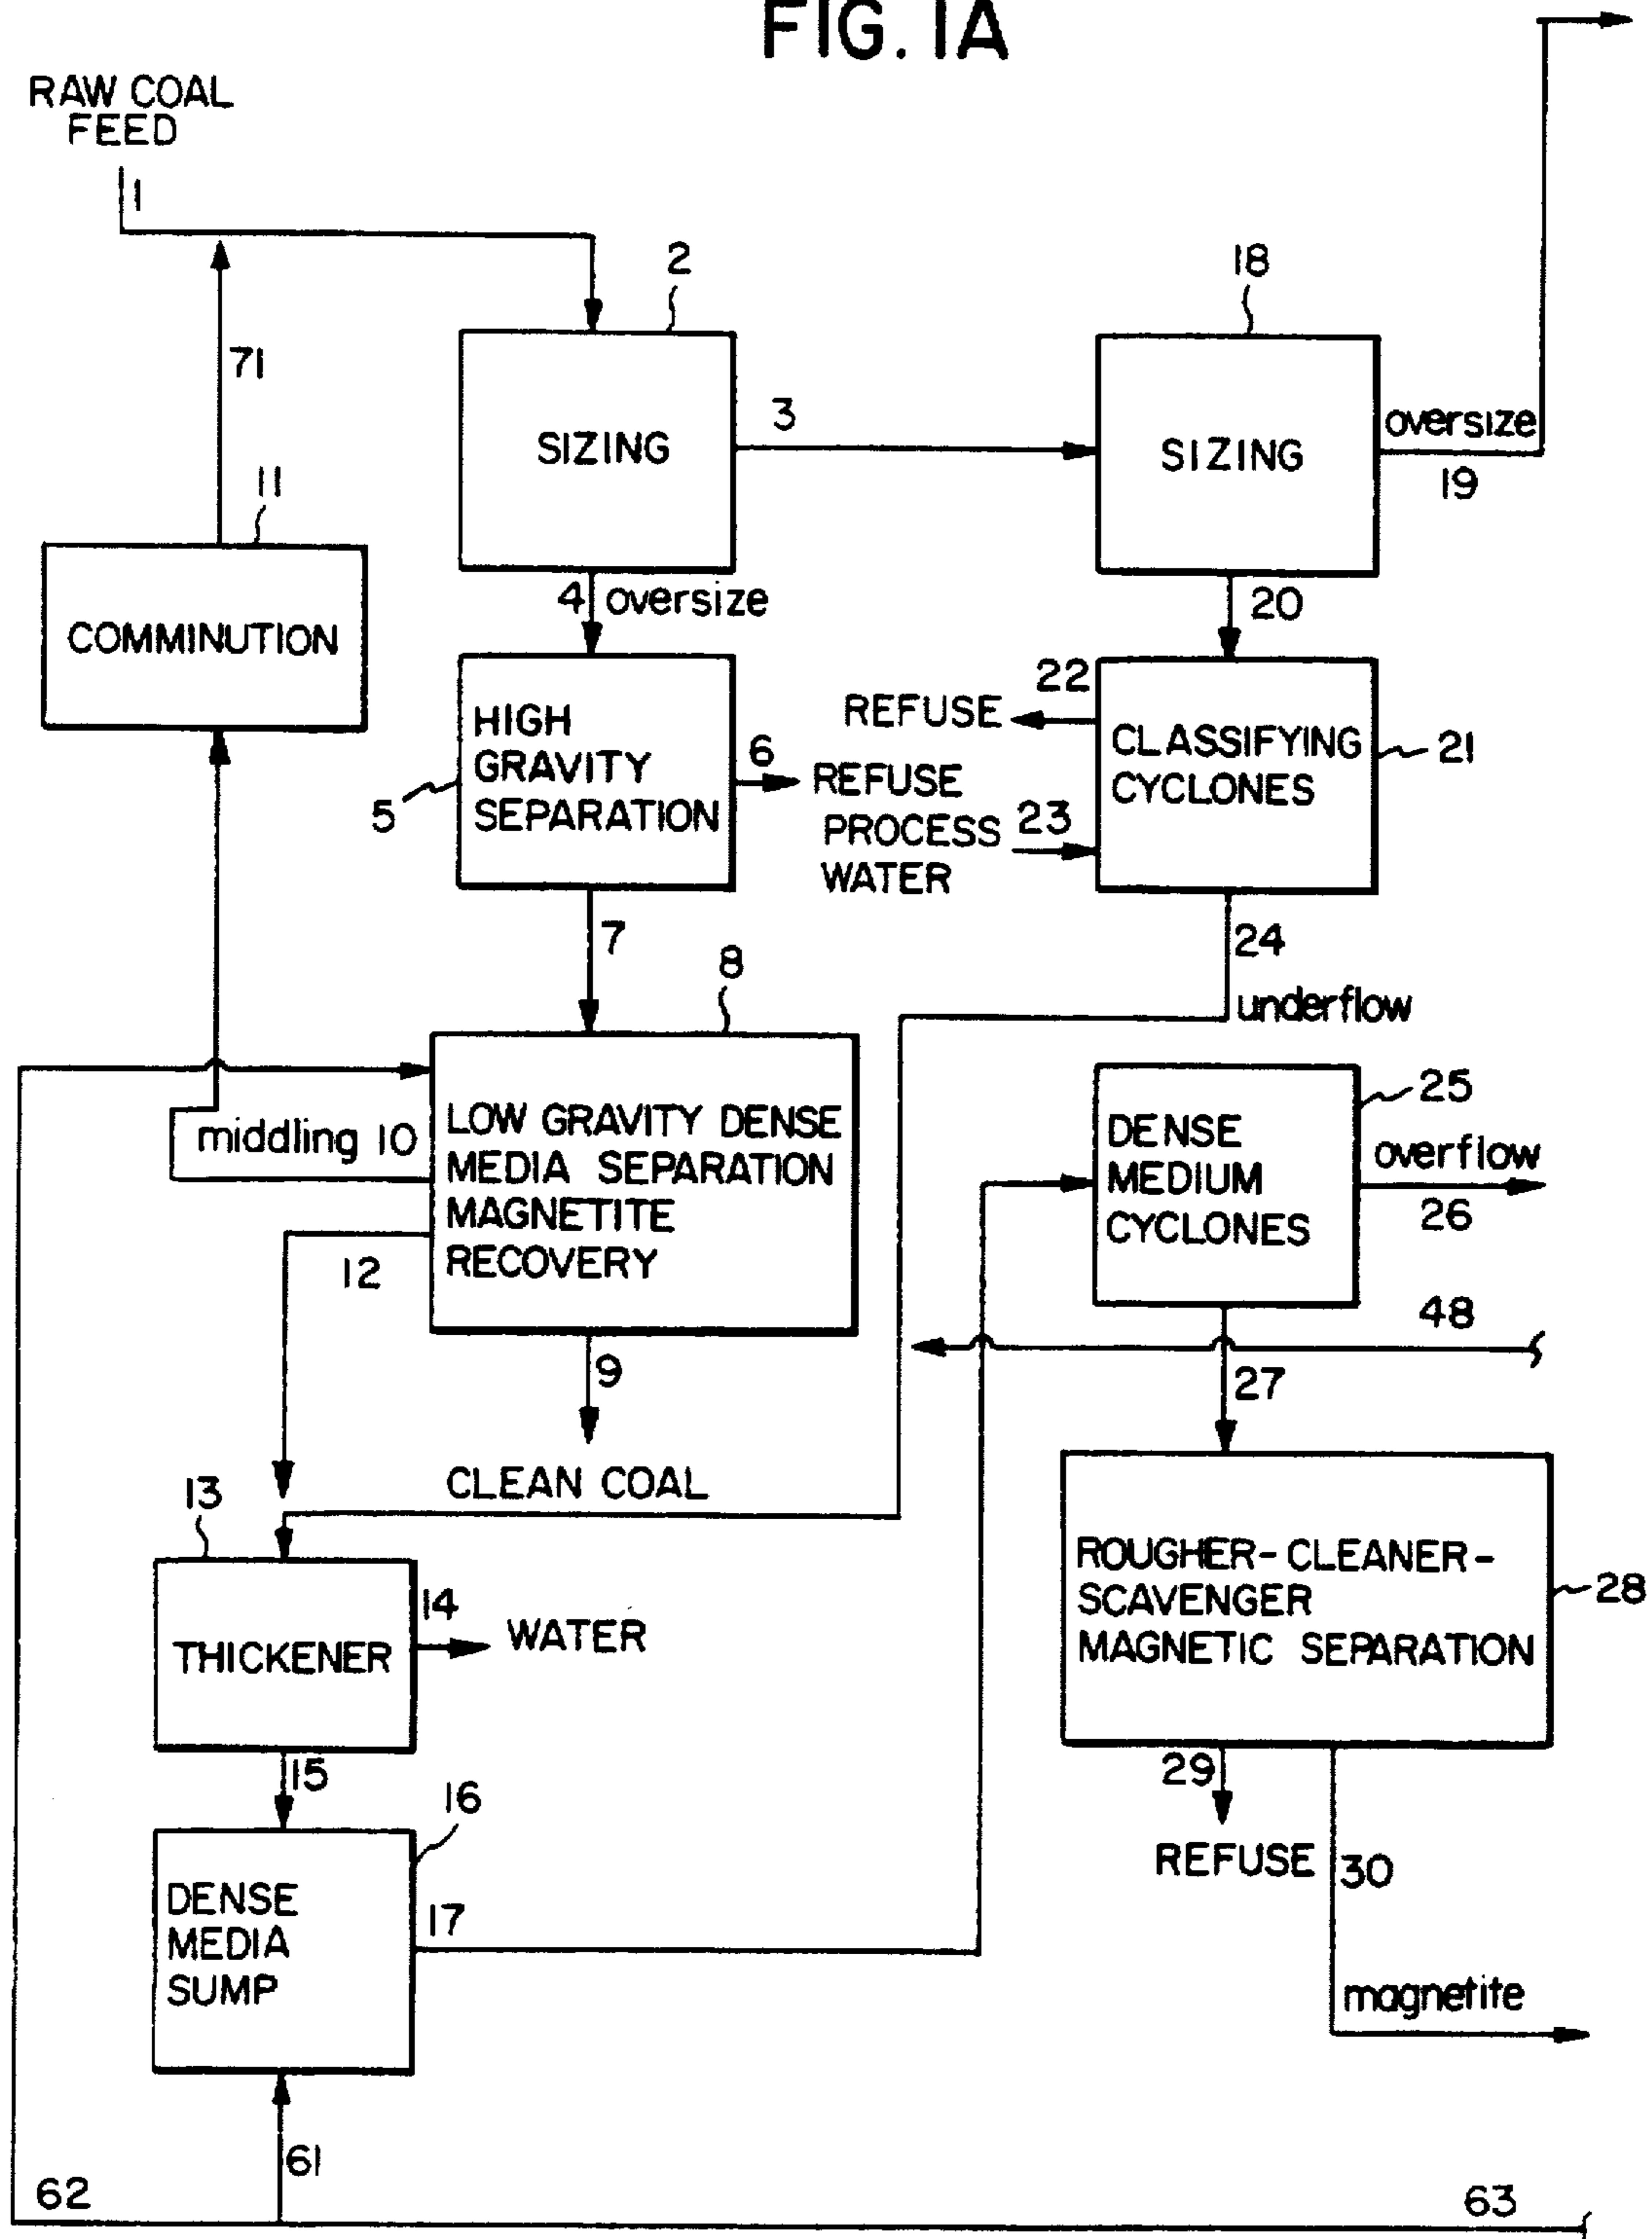 FIG. 1A
RAW COAL
FEED
1
2
18
71
3
oversize
19
SIZING
SIZING
11
4 oversize
20
COMMINUTION
22
REFUSE
HIGH
GRAVITY
SEPARATION
5
6
REFUSE
CLASSIFYING
CYCLONES
21
PROCESS
WATER
23
7
24
underflow
8
middling 10
LOW GRAVITY DENSE
MEDIA SEPARATION
MAGNETITE
RECOVERY
25
DENSE
MEDIUM
CYCLONES
overflow
26
12
48
9
27
CLEAN COAL
13
14
WATER
THICKENER
ROUGHER-CLEANER-
SCAVENGER
MAGNETIC SEPARATION
28
15
16
29
REFUSE
30
DENSE
MEDIA
SUMP
17
magnetite
61
62
63